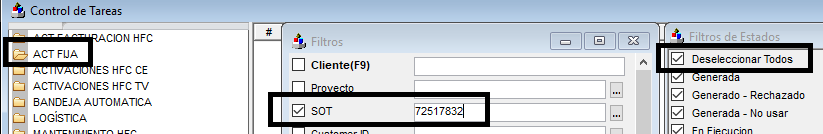 Control de Tareas
ACT FACTURACION HFC
ACT FIJA
ACTIVACIONES HFC CE
ACTIVACIONES HFC TV
BANDEJA AUTOMATICA
LOGÍSTICA
MANTENIMIENTO HFC
#
Filtros
Cliente(F9)
Proyecto
...
SOT 72517832
...
Customer ID
Filtros de Estados
Deseleccionar Todos
Generada
Generado - Rechazado
Generada - No usar
En Ejecucion